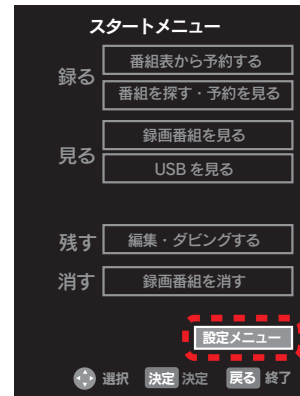 スタートメニュー
録る
番組表から予約する
番組を探す・予約を見る
見る
録画番組を見る
USB を見る
残す 編集・ダビングする
消す 録画番組を消す
設定メニュー
選択 決定 決定 戻る 終了